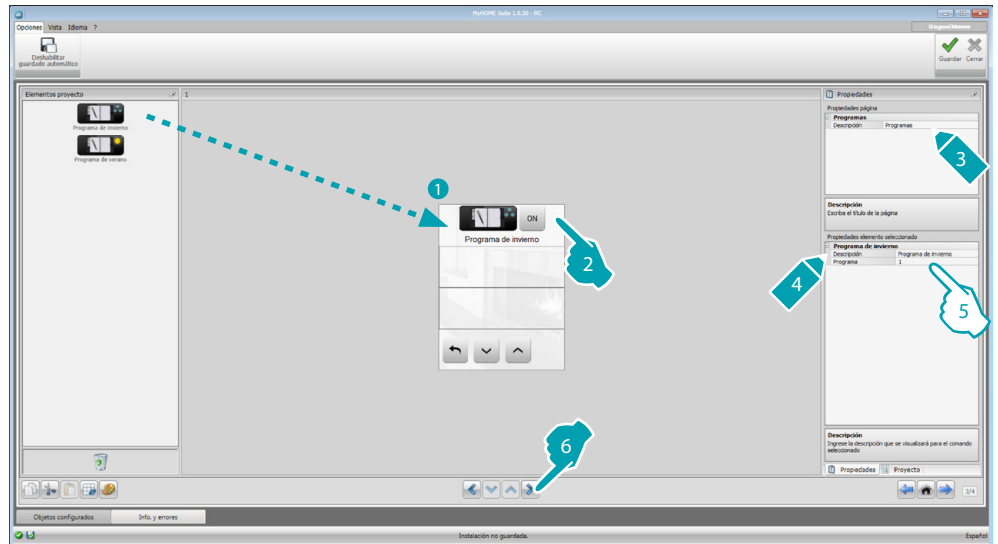 MyHOME Suite 1.0.20 - RC
Opciones Vista Idioma ?
Deshabilitar
guardado automático
Guardar Cerrar
Elementos proyecto
1
Propiedades
Programa de invierno
Programa de verano
Propiedades página
Programas
Descripción Programas
3
Descripción
Escriba el título de la página
1
ON
Programa de invierno
2
Propiedades elemento seleccionado
Programa de invierno
Descripción Programa de invierno
Programa 1
4
5
6
Descripción
Ingrese la descripción que se visualizará para el comando
seleccionado
Propiedades Proyecto
3/4
Objetos configurados Info. y errores
Instalación no guardada.
Español